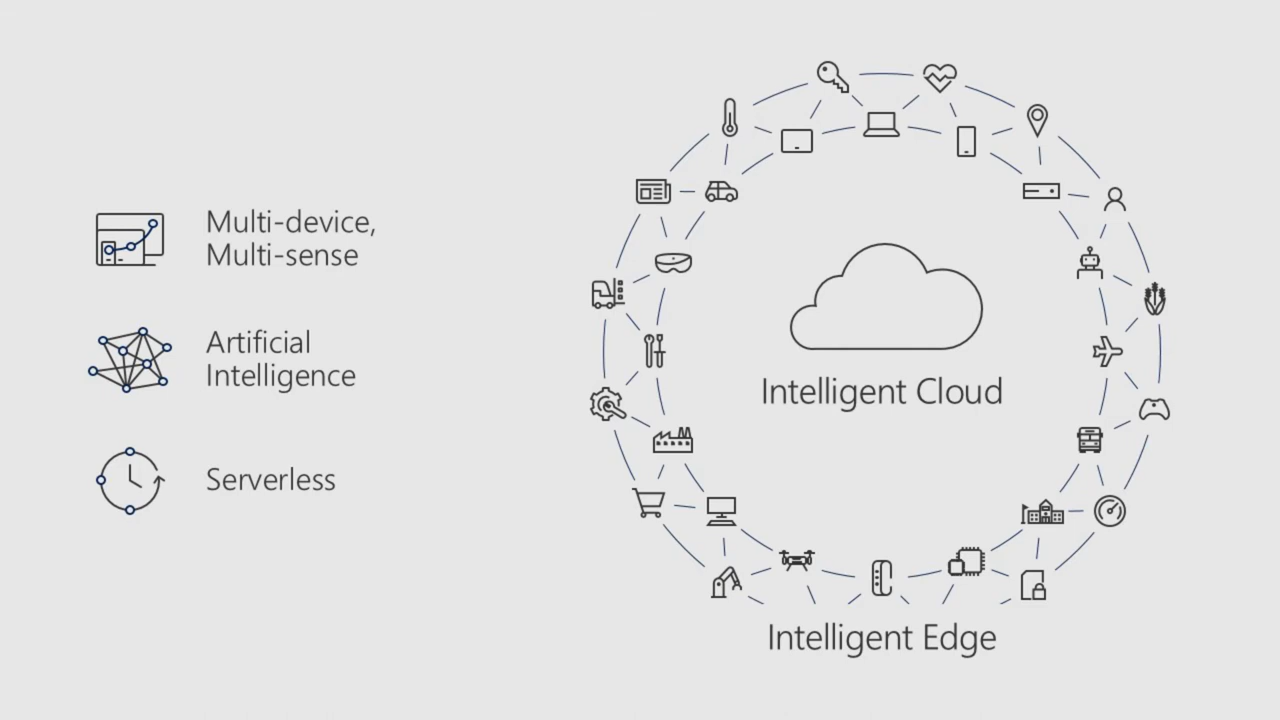 Multi-device,
Multi-sense
Artificial
Intelligence
Serverless
Intelligent Cloud
Intelligent Edge